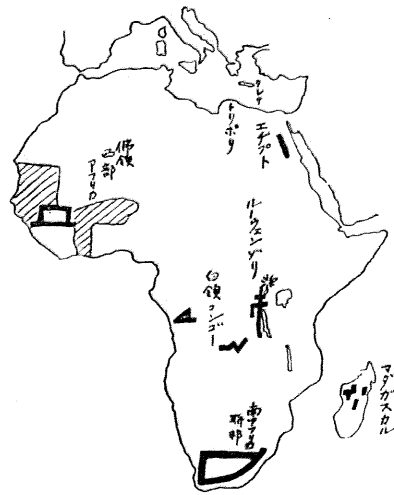 クレテ
トリポリ
エヂプト
佛領
西部
アフリカ
ルーウェンゾリ
白領コンゴー
マダガスカル
南アフリカ
聯邦